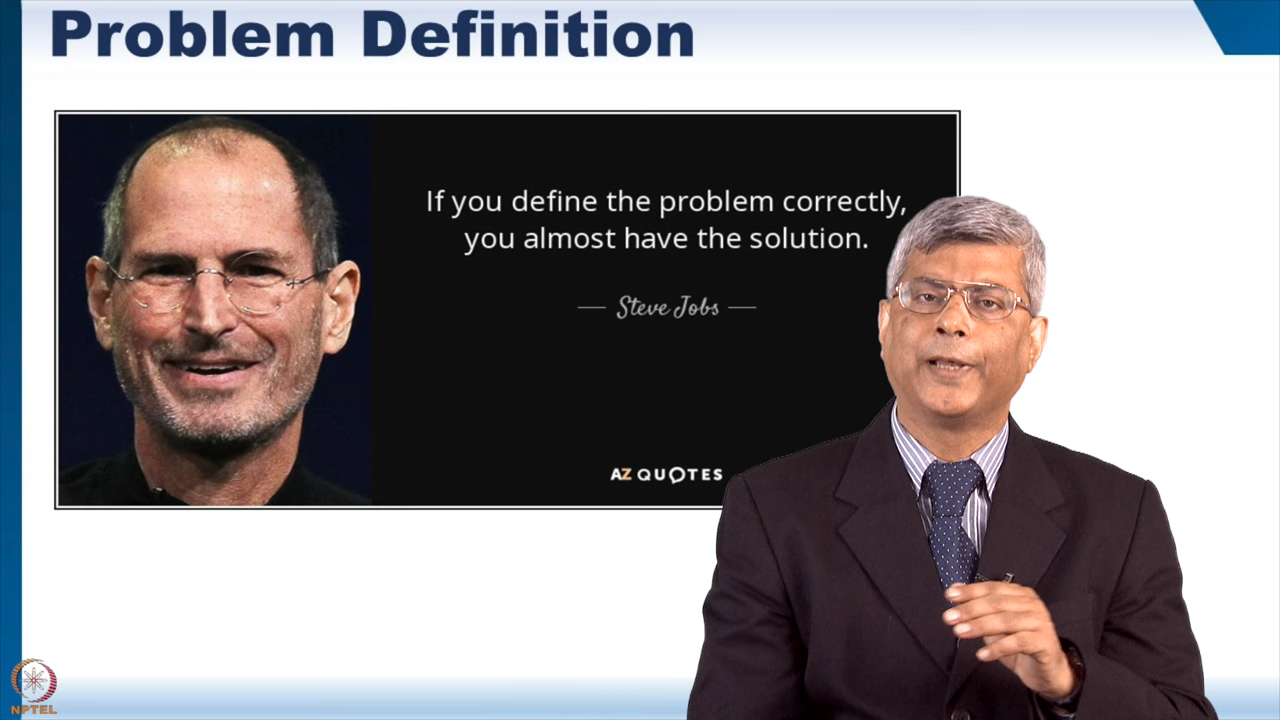 Problem Definition
If you define the problem correctly,
you almost have the solution.
Steve Jobs
AZ QUOTES
NPTEL